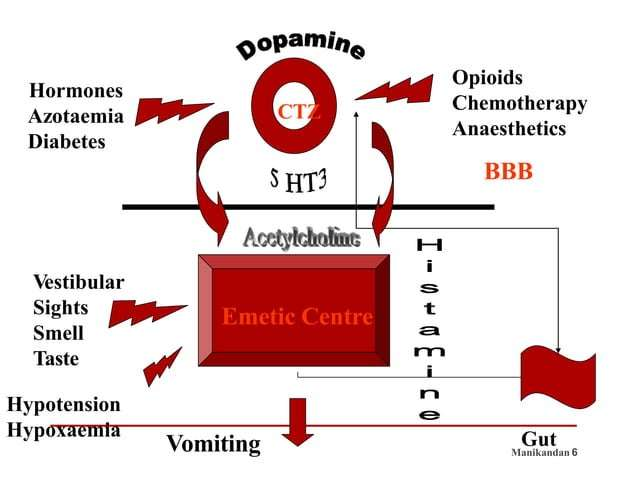 Dopamine
Hormones
Azotaemia
Diabetes
CTZ
Opioids
Chemotherapy
Anaesthetics
BBB
5 HT3
Acetylcholine
Histamine
Vestibular
Sights
Smell
Taste
Emetic Centre
Hypotension
Hypoxaemia
Vomiting
Gut
Manikandan 6